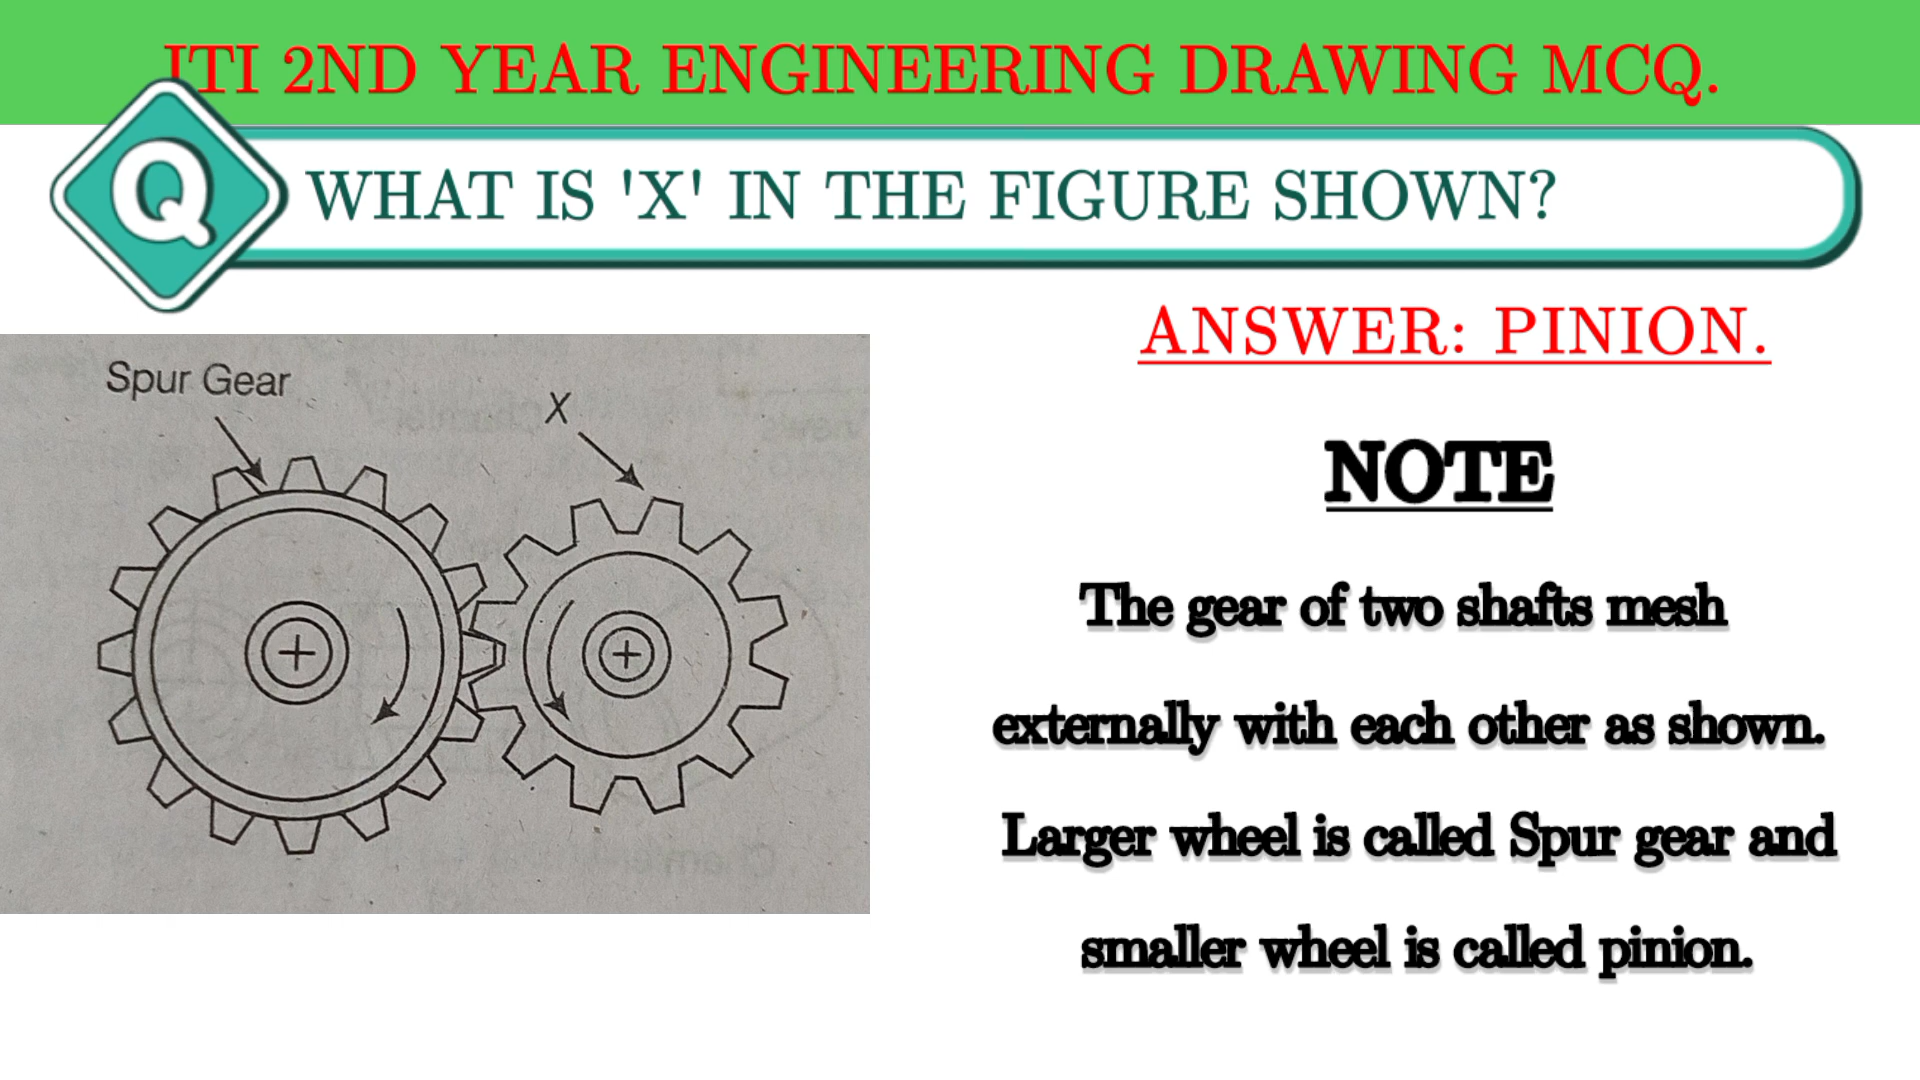 ITI 2ND YEAR ENGINEERING DRAWING MCQ.
Q
WHAT IS 'X' IN THE FIGURE SHOWN?
ANSWER: PINION.
Spur Gear
X
NOTE
The gear of two shafts mesh
externally with each other as shown.
Larger wheel is called Spur gear and
smaller wheel is called pinion.